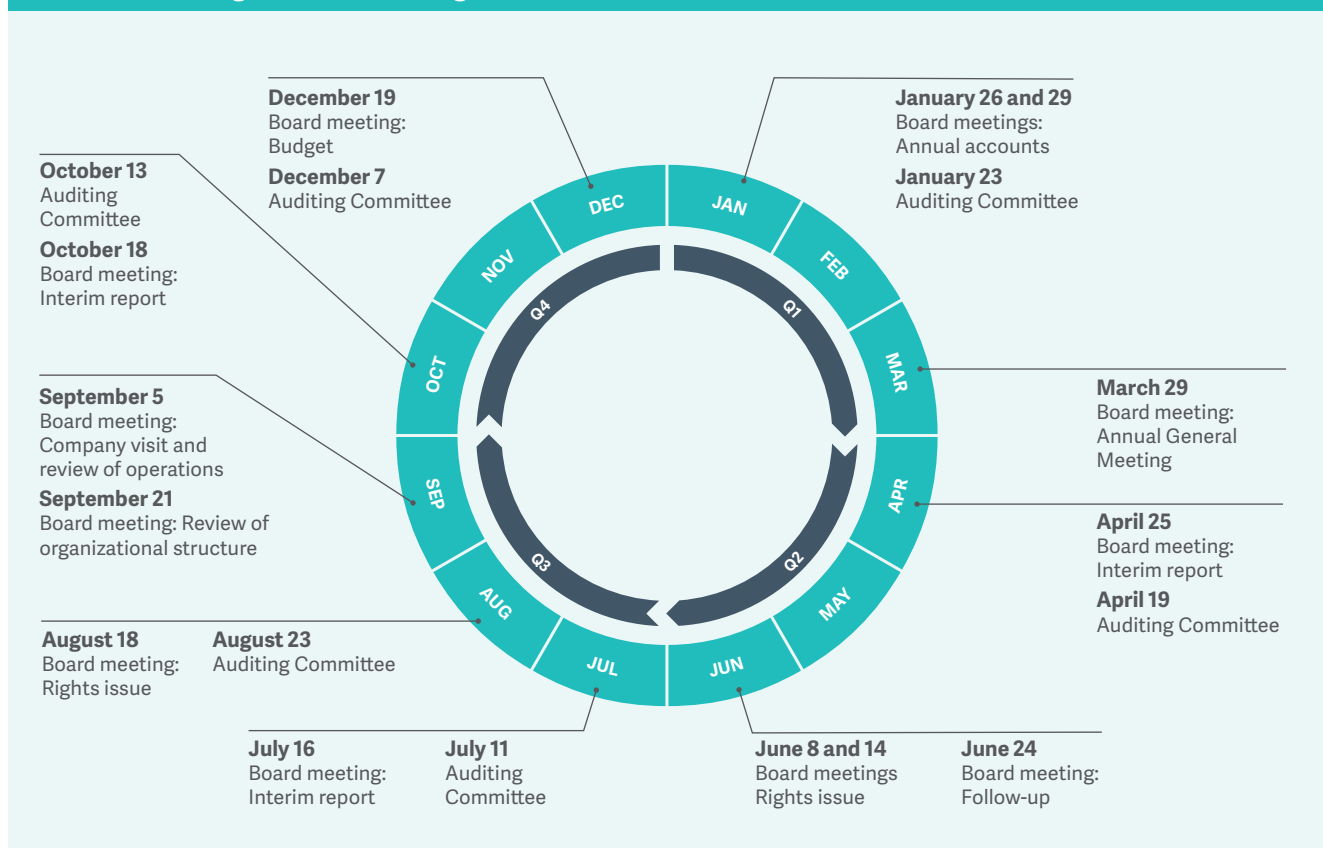 December 19
Board meeting:
Budget
December 7
Auditing Committee
January 26 and 29
Board meetings:
Annual accounts
January 23
Auditing Committee
October 13
Auditing
Committee
October 18
Board meeting:
Interim report
March 29
Board meeting:
Annual General
Meeting
September 5
Board meeting:
Company visit and
review of operations
September 21
Board meeting: Review of
organizational structure
April 25
Board meeting:
Interim report
April 19
Auditing Committee
August 18
Board meeting:
Rights issue
August 23
Auditing Committee
July 16
Board meeting:
Interim report
July 11
Auditing
Committee
June 8 and 14
Board meetings
Rights issue
June 24
Board meeting:
Follow-up
JAN
FEB
MAR
APR
MAY
JUN
JUL
AUG
SEP
OCT
NOV
DEC
Q1
Q2
Q3
Q4